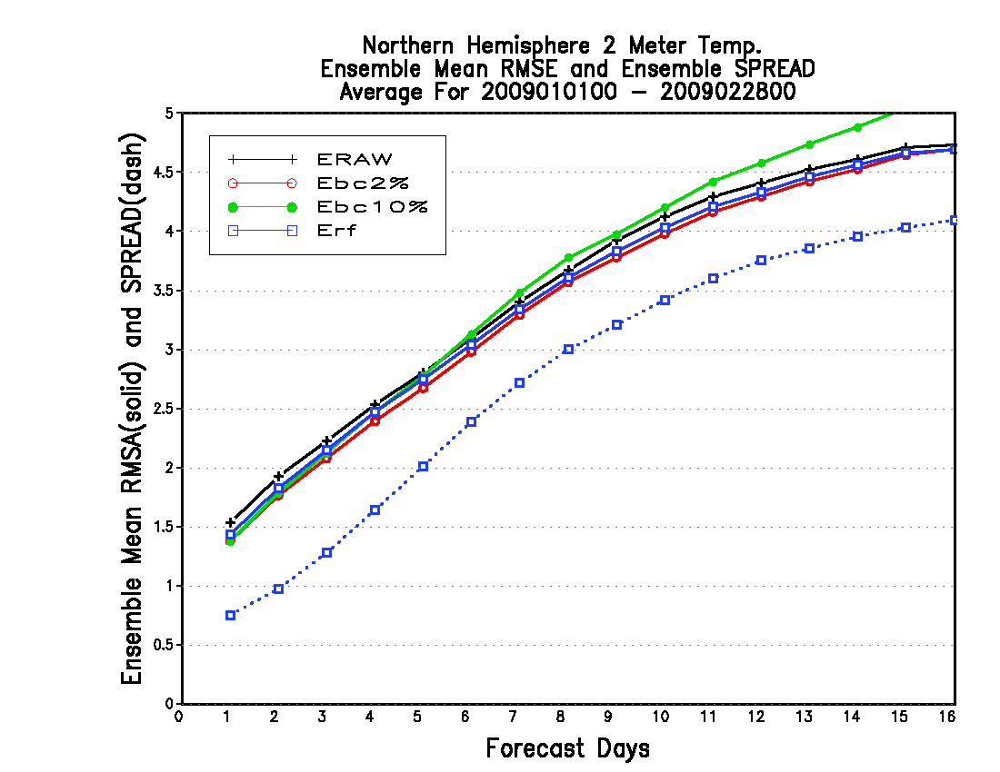 Northern Hemisphere 2 Meter Temp.
Ensemble Mean RMSE and Ensemble SPREAD
Average For 2009010100 – 2009022800
Ensemble Mean RMSA(solid) and SPREAD(dash)
5
4.5
4
3.5
3
2.5
2
1.5
1
0.5
0
ERAW
Ebc2%
Ebc10%
Erf
0 1 2 3 4 5 6 7 8 9 10 11 12 13 14 15 16
Forecast Days